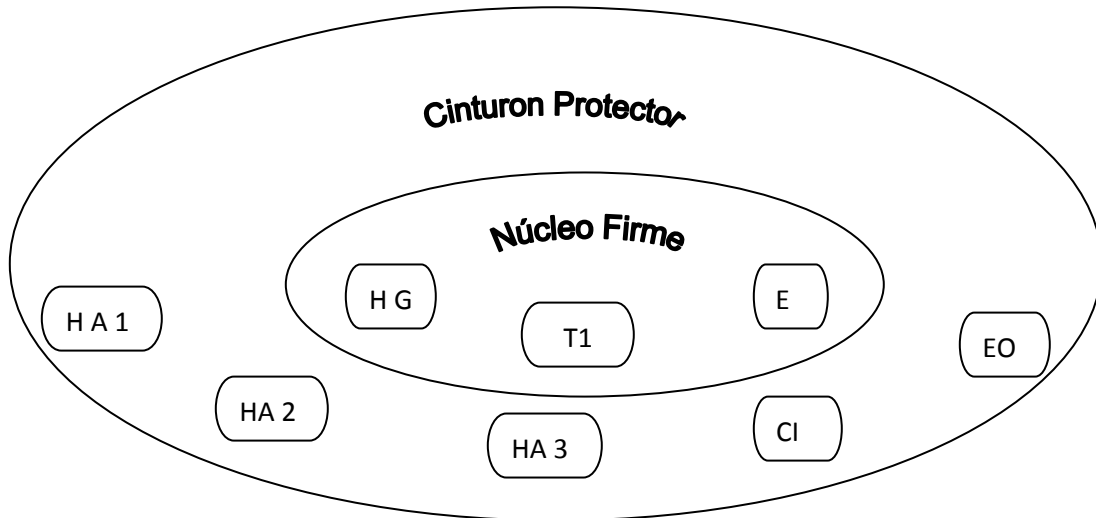 Cinturon Protector
Núcleo Firme
H G
E
T1
H A 1
EO
HA 2
HA 3
CI